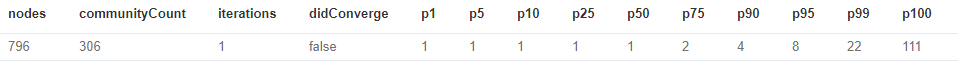 nodes communityCount iterations didConverge p1 p5 p10 p25 p50 p75 p90 p95 p99 p100
796 306 1 false 1 1 1 1 1 2 4 8 22 111